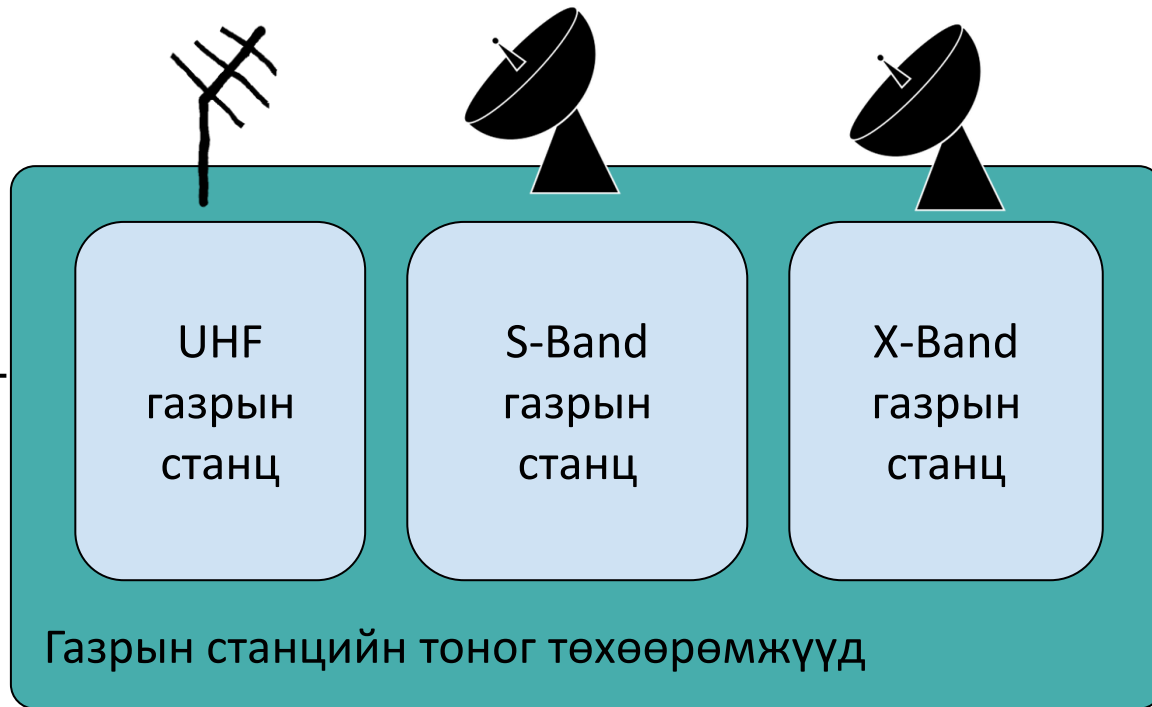 UHF
газрын
станц
S-Band
газрын
станц
X-Band
газрын
станц
Газрын станцийн тоног төхөөрөмжүүд